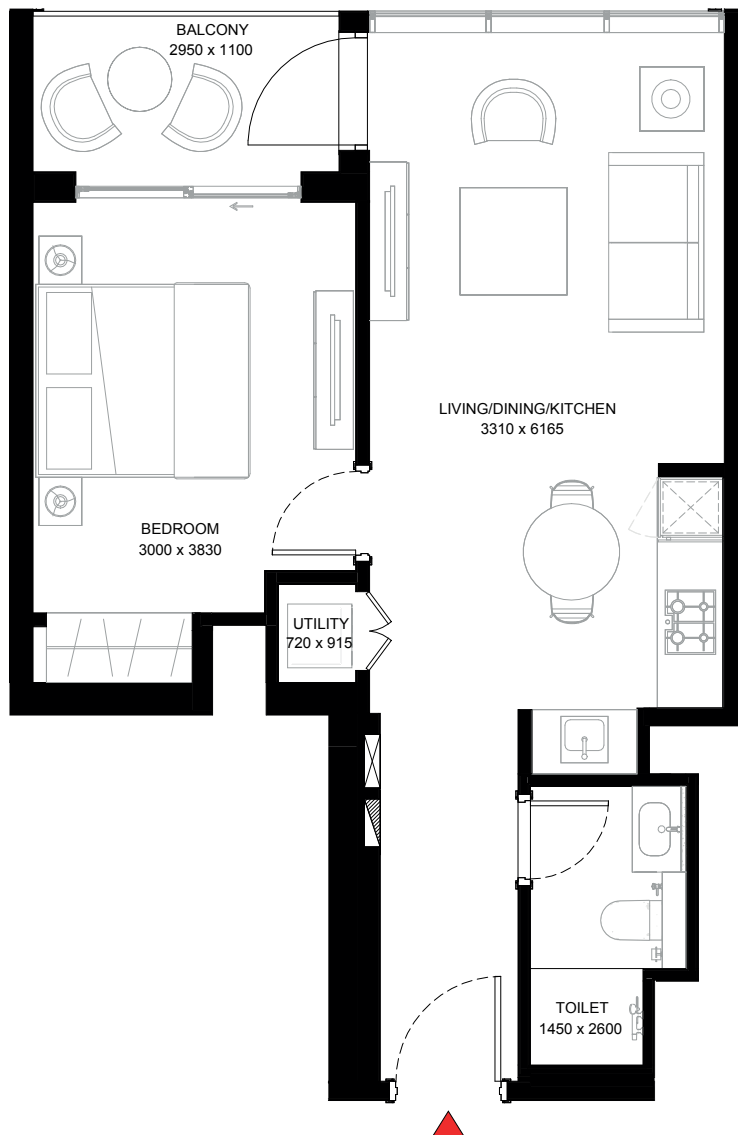 BALCONY
2950 x 1100
LIVING/DINING/KITCHEN
3310 x 6165
BEDROOM
3000 x 3830
UTILITY
720 x 915
TOILET
1450 x 2600